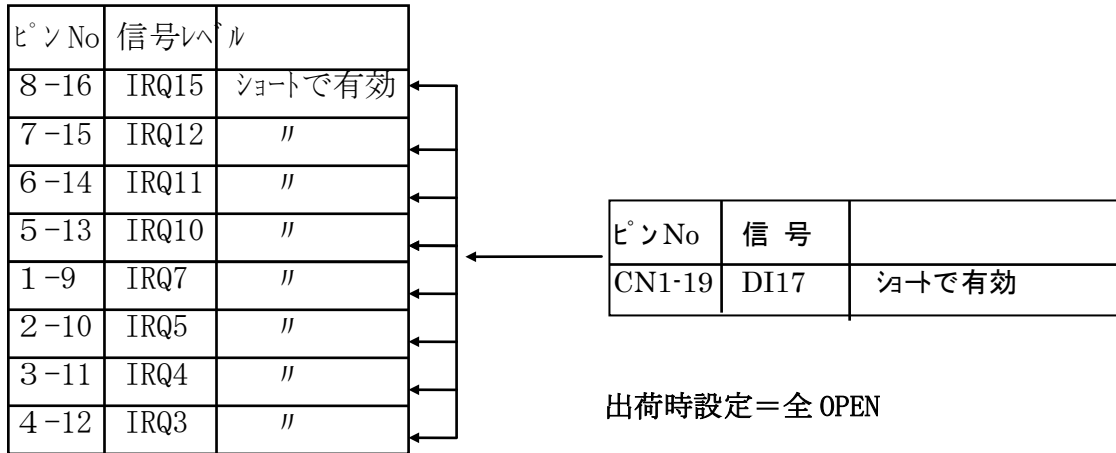 ピンNo 信号レベル
8-16 IRQ15 ショートで有効
7-15 IRQ12 〃
6-14 IRQ11 〃
5-13 IRQ10 〃
1-9 IRQ7 〃
2-10 IRQ5 〃
3-11 IRQ4 〃
4-12 IRQ3 〃
ピンNo 信号
CN1-19 DI17 ショートで有効
出荷時設定=全OPEN